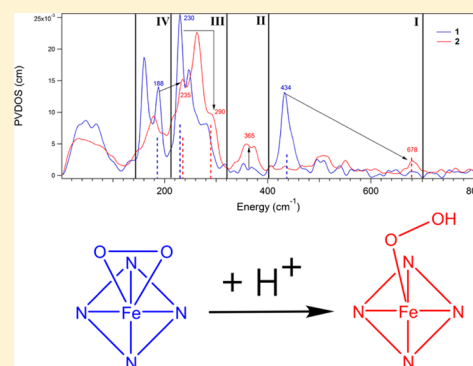 25x10⁻³
20
15
10
5
0
PVDOS (cm)
IV III II I
230
1
2
188
235
290
365
434
678
200 400 600
Energy (cm⁻¹)
O O OH
N N + H⁺ O
N Fe N N N
N N Fe N
N